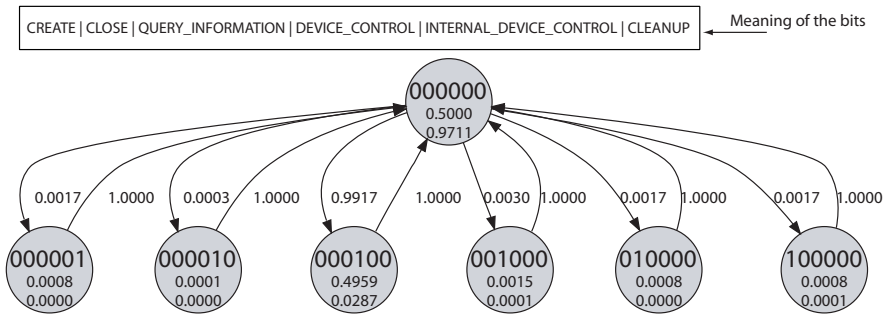 CREATE | CLOSE | QUERY_INFORMATION | DEVICE_CONTROL | INTERNAL_DEVICE_CONTROL | CLEANUP
Meaning of the bits
000000
0.5000
0.9711
0.0017 1.0000 0.0003 1.0000 0.9917 1.0000 0.0030 1.0000 0.0017 1.0000 0.0017 1.0000
000001 000010 000100 001000 010000 100000
0.0008 0.0001 0.4959 0.0015 0.0008 0.0008
0.0000 0.0000 0.0287 0.0001 0.0000 0.0001